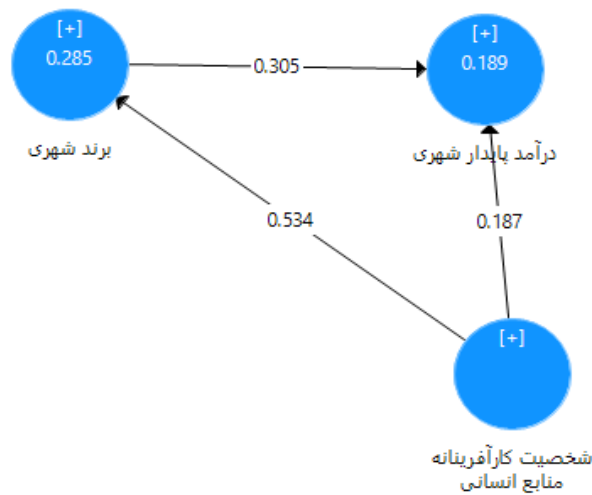 [+]
0.285
[+]
0.189
0.305
برند شهری
درآمد پایدار شهری
0.534
0.187
[+]
شخصیت کارآفرینانه
منابع انسانی